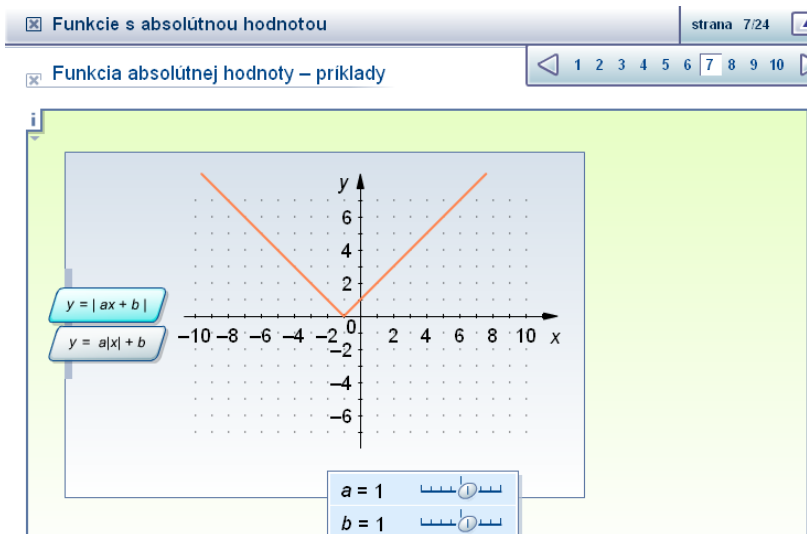 Funkcie s absolútnou hodnotou
strana 7/24
Funkcia absolútnej hodnoty – príklady
1 2 3 4 5 6 7 8 9 10
i
y
6
4
2
y = | ax + b |
y = a|x| + b
–10 –8 –6 –4 –2 0 2 4 6 8 10 x
–2
–4
–6
a = 1
b = 1